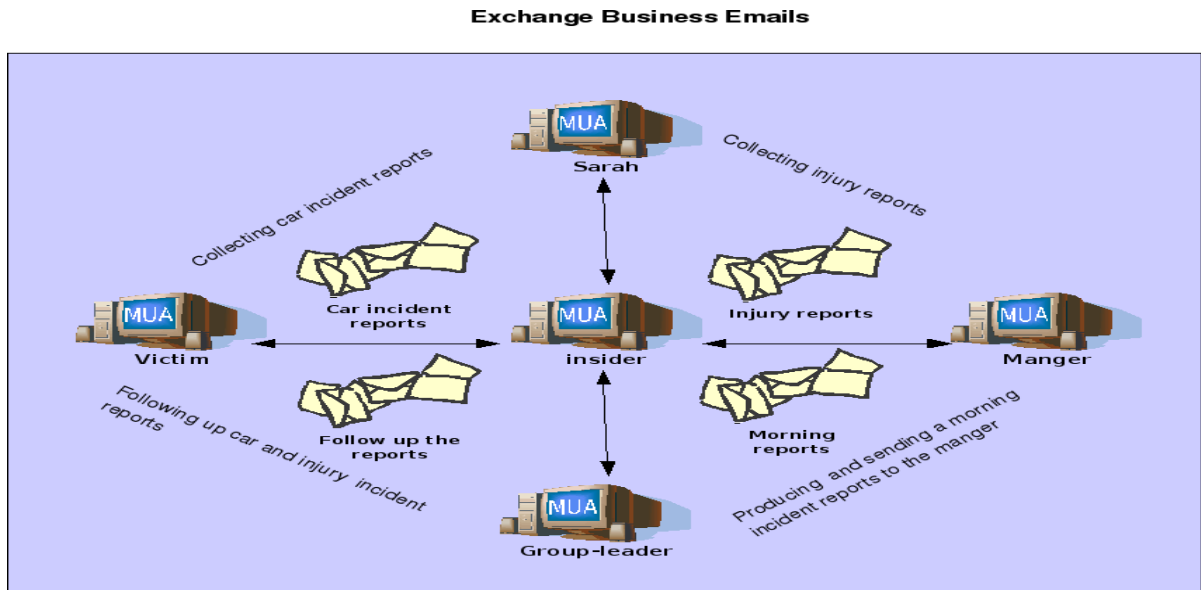 Exchange Business Emails
MUA
Sarah
Collecting car incident reports
Collecting injury reports
Car incident
reports
Injury reports
MUA
Victim
MUA
insider
MUA
Manger
Following up car and injury incident
reports
Follow up the
reports
Morning
reports
Producing and sending a morning
incident reports to the manger
MUA
Group-leader